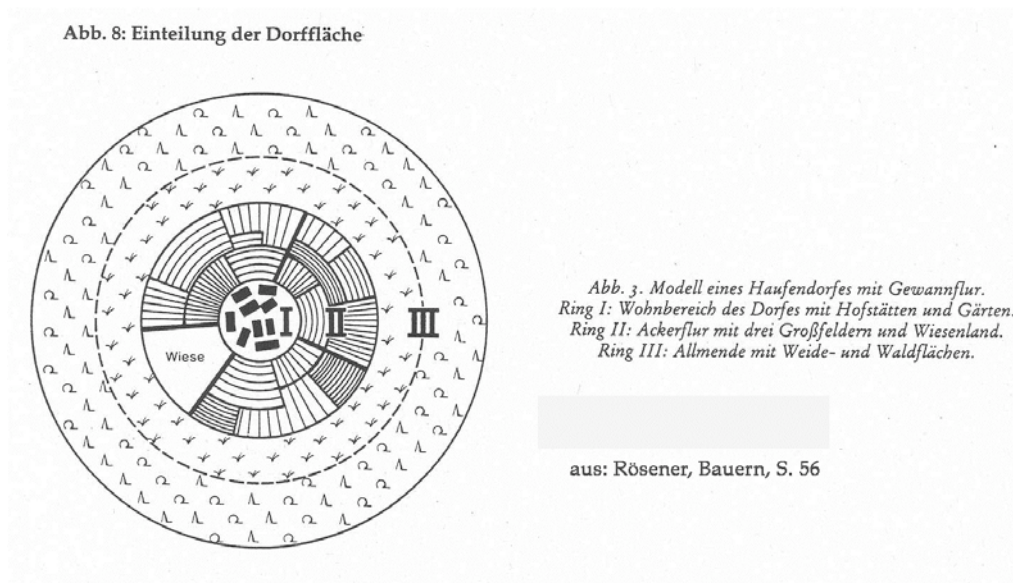 Abb. 8: Einteilung der Dorffläche
Wiese
I
II
III
Abb. 3. Modell eines Haufendorfes mit Gewannflur.
Ring I: Wohnbereich des Dorfes mit Hofstätten und Gärten.
Ring II: Ackerflur mit drei Großfeldern und Wiesenland.
Ring III: Allmende mit Weide- und Waldflächen.
aus: Rösener, Bauern, S. 56